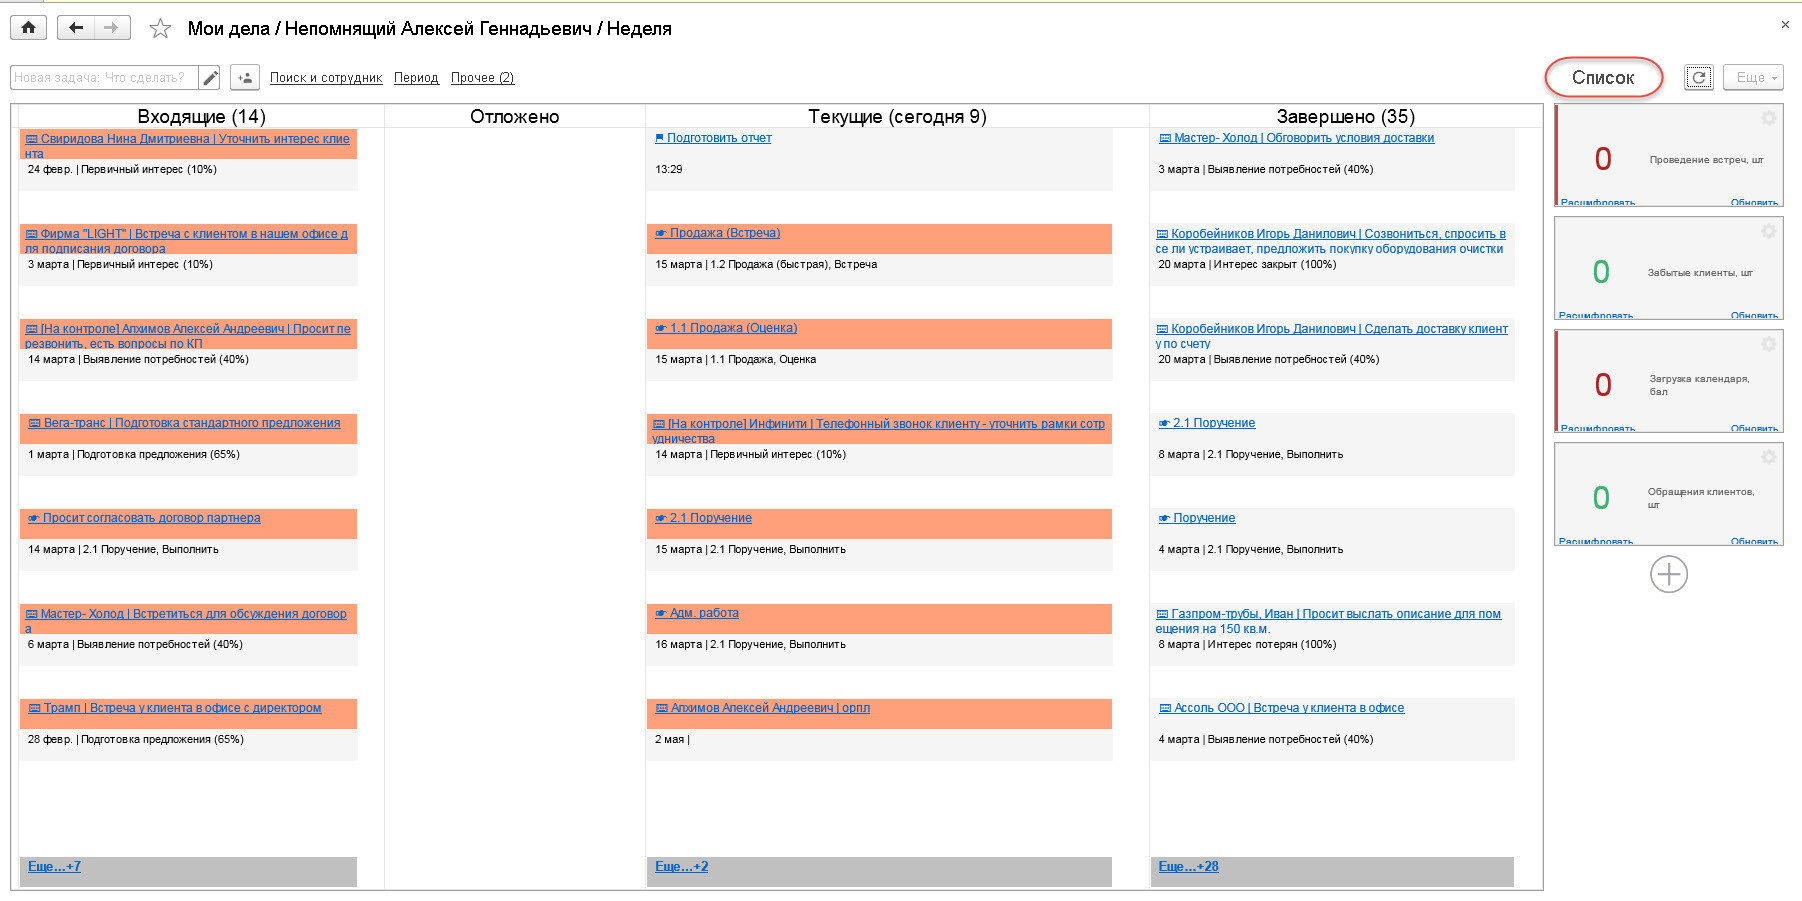 Мои дела / Непомнящий Алексей Геннадьевич / Неделя
Новая задача: Что сделать?
Поиск и сотрудник
Период
Прочее (2)
Список
Еще
Входящие (14)
Свиридова Нина Дмитриевна | Уточнить интерес клие
нта
24 февр. | Первичный интерес (10%)
Фирма "LIGHT" | Встреча с клиентом в нашем офисе д
ля подписания договора
3 марта | Первичный интерес (10%)
[На контроле] Алхимов Алексей Андреевич | Просит пе
резвонить, есть вопросы по КП
14 марта | Выявление потребностей (40%)
Вега-транс | Подготовка стандартного предложения
1 марта | Подготовка предложения (65%)
Просит согласовать договор партнера
14 марта | 2.1 Поручение, Выполнить
Мастер- Холод | Встретиться для обсуждения договор
а
6 марта | Выявление потребностей (40%)
Трамп | Встреча у клиента в офисе с директором
28 февр. | Подготовка предложения (65%)
Еще...+7
Отложено
Текущие (сегодня 9)
Подготовить отчет
13:29
Продажа (Встреча)
15 марта | 1.2 Продажа (быстрая), Встреча
1.1 Продажа (Оценка)
15 марта | 1.1 Продажа, Оценка
[На контроле] Инфинити | Телефонный звонок клиенту - уточнить рамки сотр
удничества
14 марта | Первичный интерес (10%)
2.1 Поручение
15 марта | 2.1 Поручение, Выполнить
Адм. работа
16 марта | 2.1 Поручение, Выполнить
Алхимов Алексей Андреевич | орпл
2 мая |
Еще...+2
Завершено (35)
Мастер- Холод | Обговорить условия доставки
3 марта | Выявление потребностей (40%)
Коробейников Игорь Данилович | Созвониться, спросить в
се ли устраивает, предложить покупку оборудования очистки
20 марта | Интерес закрыт (100%)
Коробейников Игорь Данилович | Сделать доставку клиент
у по счету
20 марта | Выявление потребностей (40%)
2.1 Поручение
8 марта | 2.1 Поручение, Выполнить
Поручение
4 марта | 2.1 Поручение, Выполнить
Газпром-трубы, Иван | Просит выслать описание для пом
ещения на 150 кв.м.
8 марта | Интерес потерян (100%)
Ассоль ООО | Встреча у клиента в офисе
4 марта | Выявление потребностей (40%)
Еще...+28
0
Проведение встреч, шт
Расшифровать
Обновить
0
Забытые клиенты, шт
Расшифровать
Обновить
0
Загрузка календаря,
бал
Расшифровать
Обновить
0
Обращения клиентов,
шт
Расшифровать
Обновить